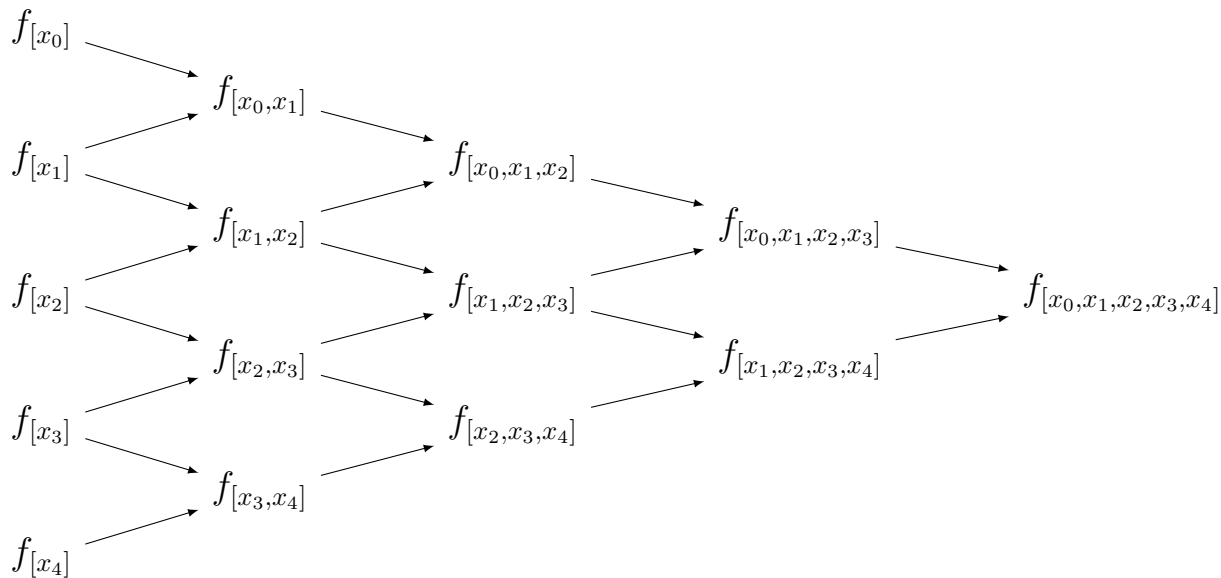 f[x₀]
f[x₀,x₁]
f[x₁]
f[x₀,x₁,x₂]
f[x₁,x₂]
f[x₀,x₁,x₂,x₃]
f[x₂]
f[x₁,x₂,x₃]
f[x₀,x₁,x₂,x₃,x₄]
f[x₂,x₃]
f[x₁,x₂,x₃,x₄]
f[x₃]
f[x₂,x₃,x₄]
f[x₃,x₄]
f[x₄]